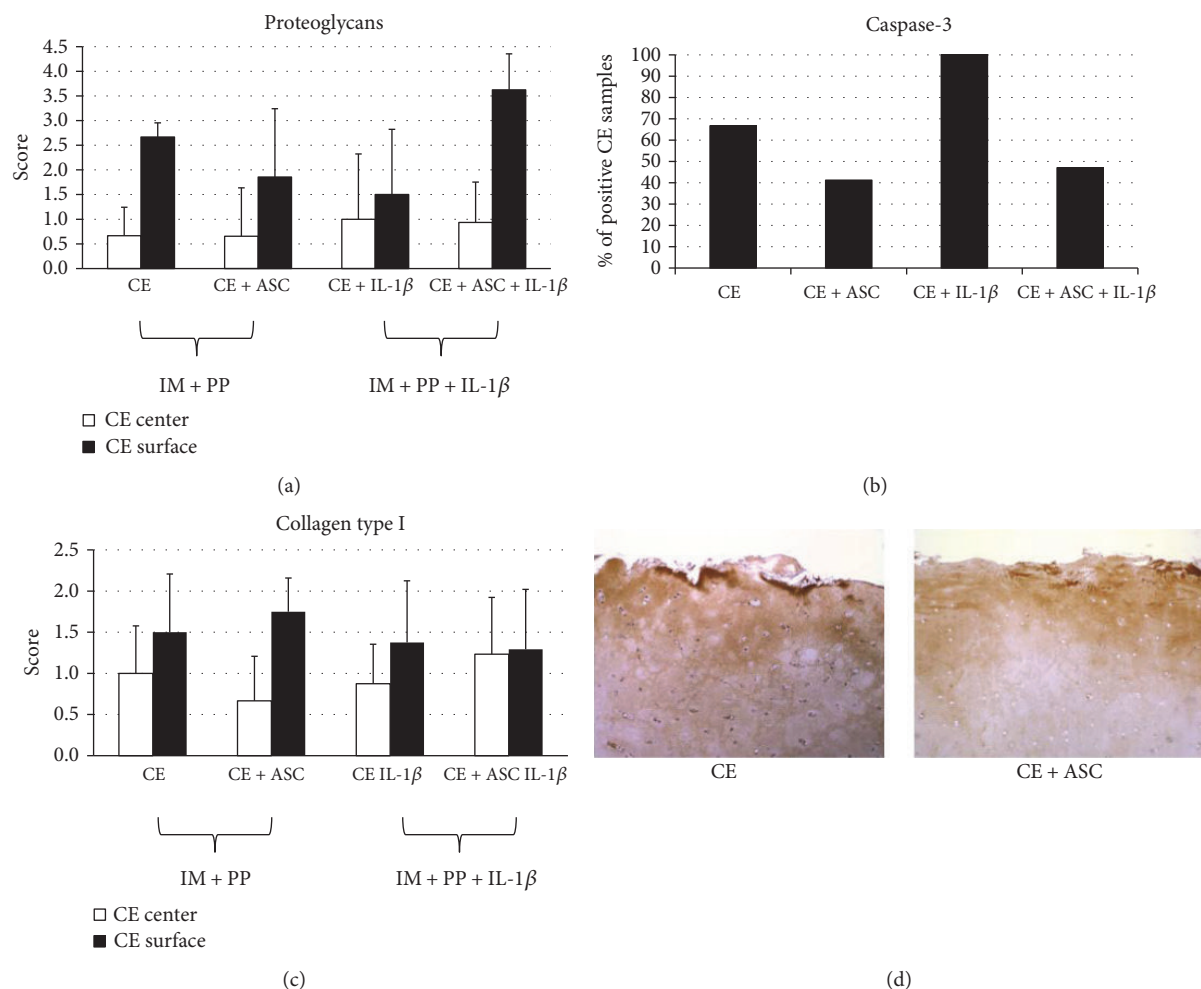 Proteoglycans
Score
4.5
4.0
3.5
3.0
2.5
2.0
1.5
1.0
0.5
0.0
CE
CE + ASC
CE + IL-1β
CE + ASC + IL-1β
IM + PP
IM + PP + IL-1β
CE center
CE surface
(a)
Caspase-3
% of positive CE samples
100
90
80
70
60
50
40
30
20
10
0
CE
CE + ASC
CE + IL-1β
CE + ASC + IL-1β
(b)
Collagen type I
Score
2.5
2.0
1.5
1.0
0.5
0.0
CE
CE + ASC
CE IL-1β
CE + ASC IL-1β
IM + PP
IM + PP + IL-1β
CE center
CE surface
(c)
CE
CE + ASC
(d)